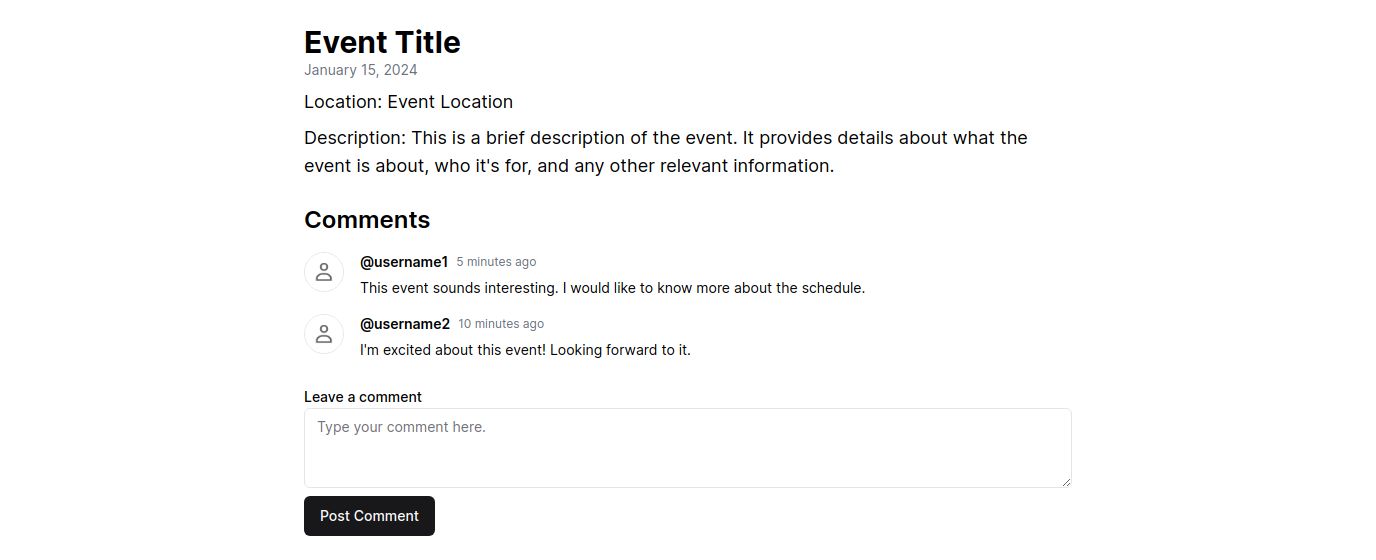 Event Title
January 15, 2024
Location: Event Location
Description: This is a brief description of the event. It provides details about what the
event is about, who it's for, and any other relevant information.
Comments
@username1 5 minutes ago
This event sounds interesting. I would like to know more about the schedule.
@username2 10 minutes ago
I'm excited about this event! Looking forward to it.
Leave a comment
Type your comment here.
Post Comment